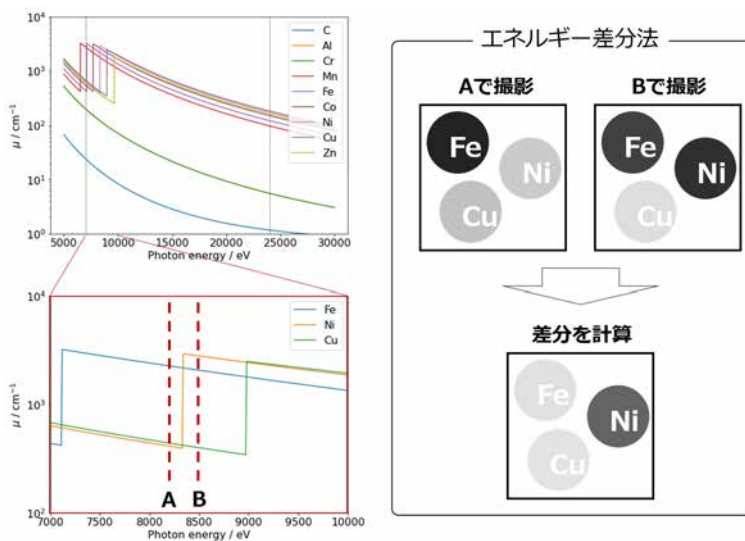 10⁴
10³
10²
10¹
10⁰
μ / cm⁻¹
5000 10000 15000 20000 25000 30000
Photon energy / eV
C
Al
Cr
Mn
Fe
Co
Ni
Cu
Zn
10⁴
10³
10²
μ / cm⁻¹
Fe
Ni
Cu
A B
7000 7500 8000 8500 9000 9500 10000
Photon energy / eV
エネルギー差分法
Aで撮影 Bで撮影
Fe
Ni
Cu
Fe
Ni
Cu
差分を計算
Fe
Ni
Cu